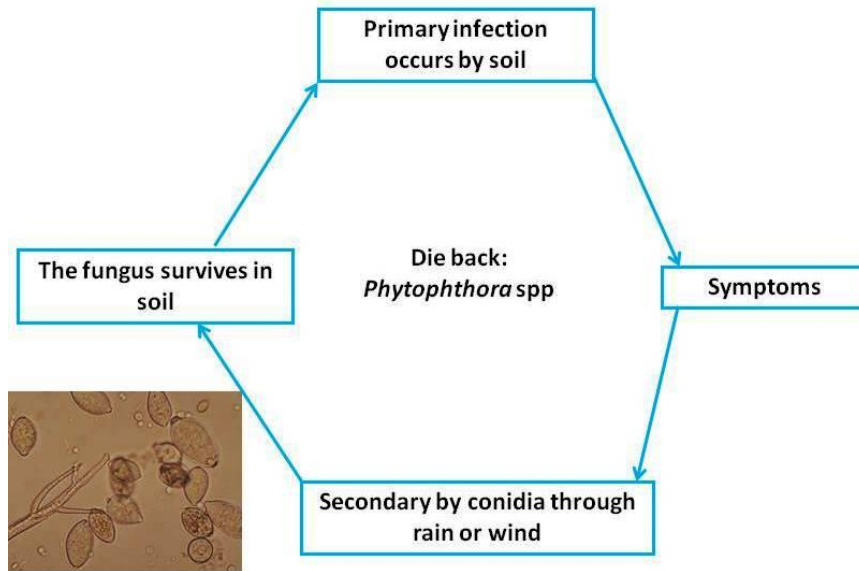 Primary infection
occurs by soil
The fungus survives in
soil
Die back:
Phytophthora spp
Symptoms
Secondary by conidia through
rain or wind